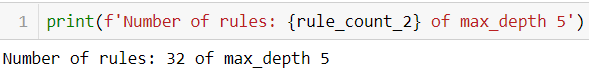 1 print(f'Number of rules: {rule_count_2} of max_depth 5')
Number of rules: 32 of max_depth 5